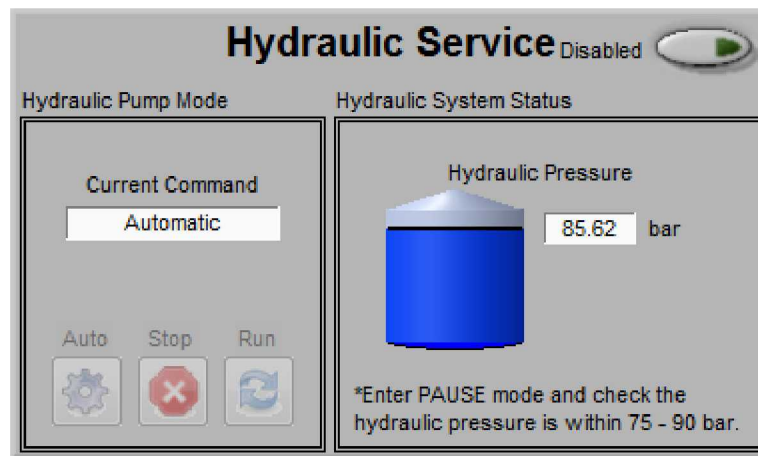 Hydraulic Service Disabled
Hydraulic Pump Mode
Current Command
Automatic
Auto Stop Run
Hydraulic System Status
Hydraulic Pressure
85.62 bar
*Enter PAUSE mode and check the
hydraulic pressure is within 75 - 90 bar.